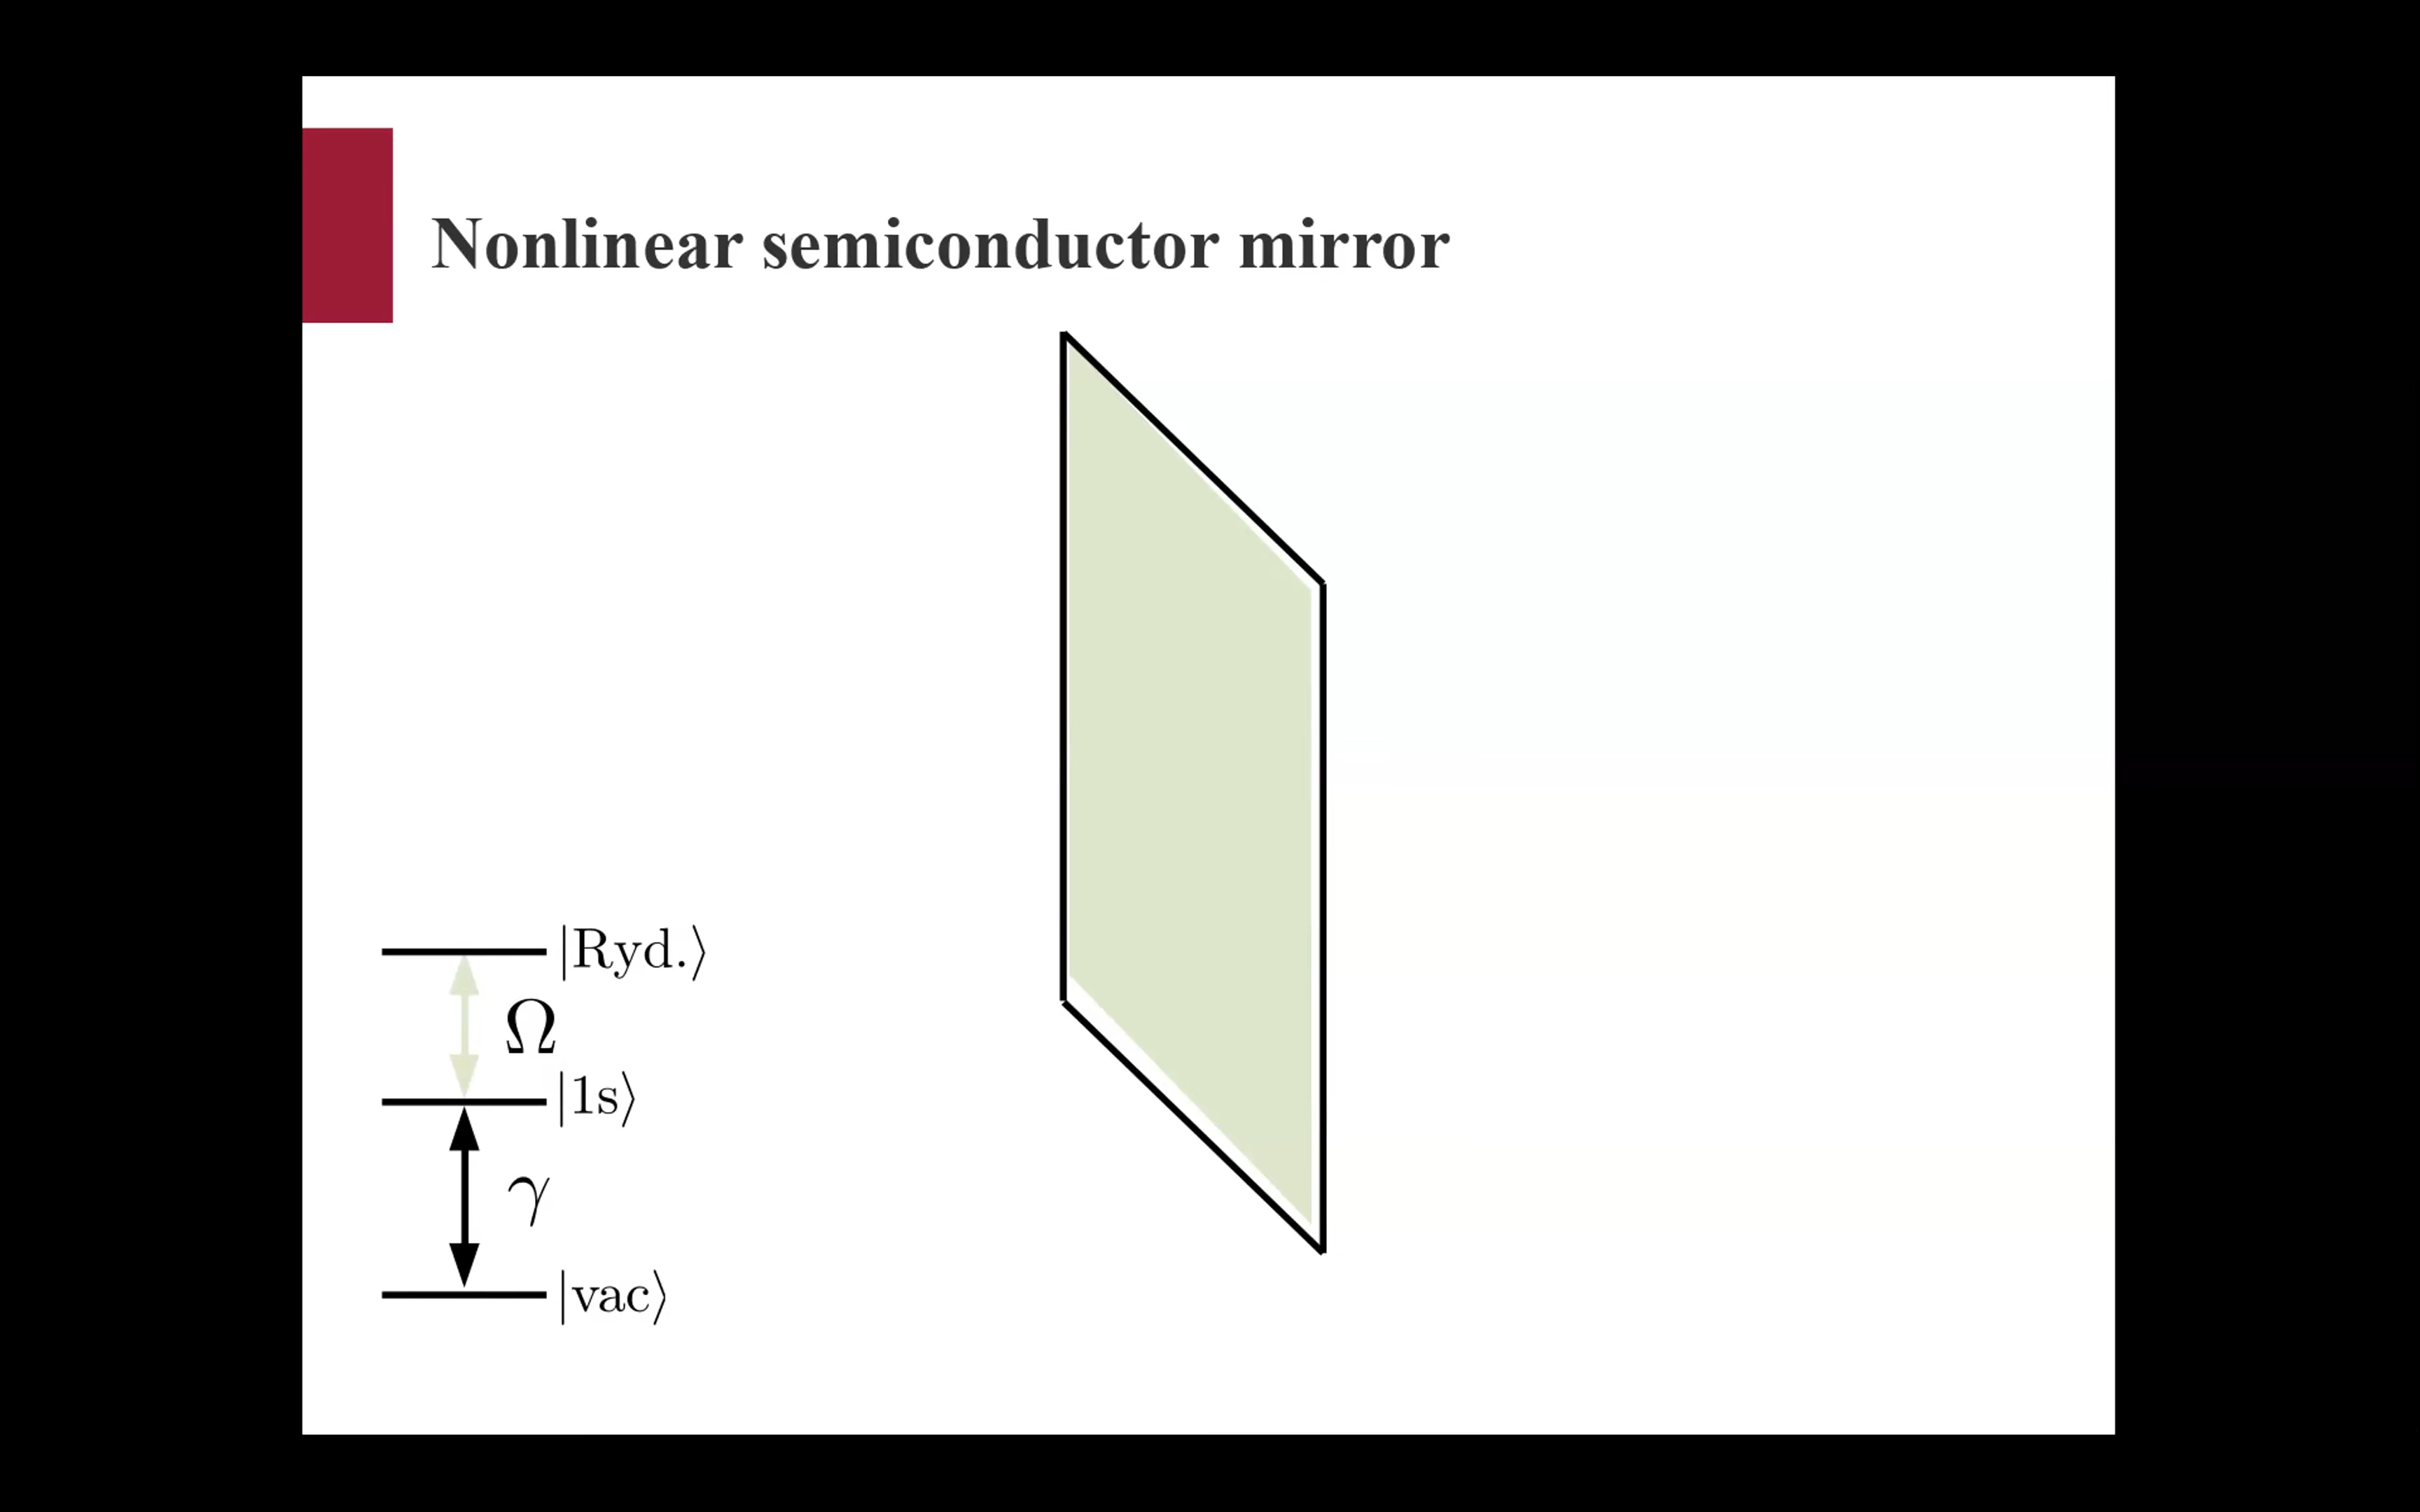 Nonlinear semiconductor mirror
|Ryd.⟩
Ω
|1s⟩
γ
|vac⟩